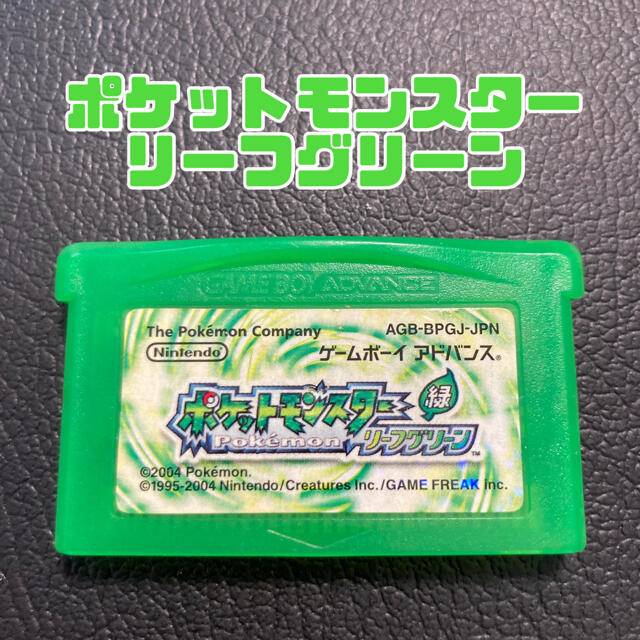 ポケットモンスター
リーフグリーン
GAME BOY ADVANCE
The Pokémon Company
AGB-BPGJ-JPN
Nintendo
ゲームボーイ アドバンス®
ポケットモンスター
緑
Pokémon
リーフグリーン™
©2004 Pokémon.
©1995-2004 Nintendo/Creatures Inc./GAME FREAK inc.